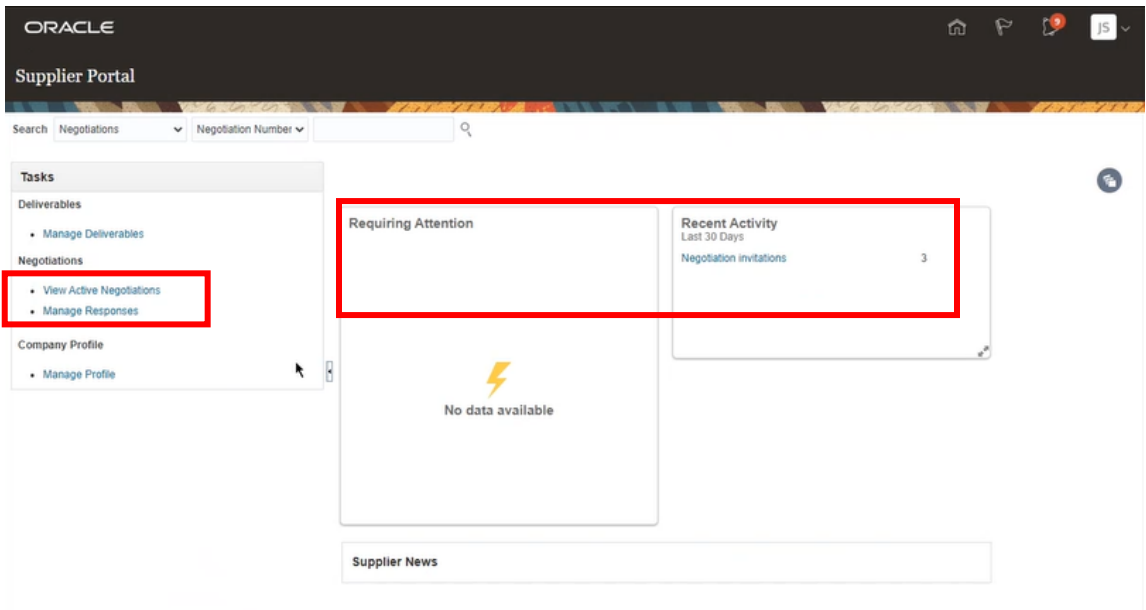 ORACLE
9
JS
Supplier Portal
Search Negotiations Negotiation Number
Tasks
Deliverables
Manage Deliverables
Negotiations
View Active Negotiations
Manage Responses
Company Profile
Manage Profile
Requiring Attention
No data available
Recent Activity
Last 30 Days
Negotiation invitations 3
Supplier News